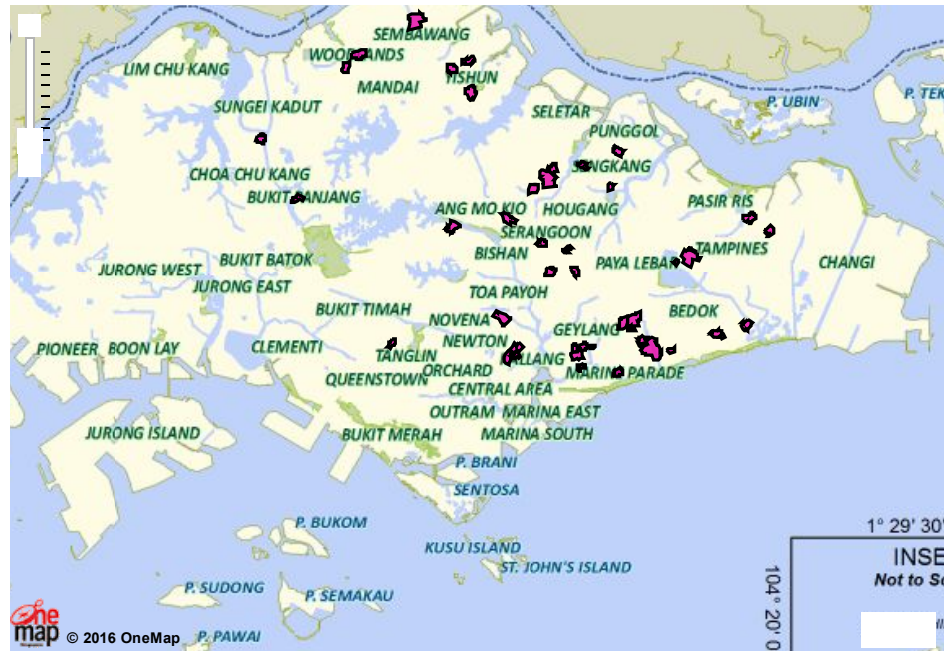 SEMBAWANG
WOODLANDS
LIM CHU KANG
YISHUN
MANDAI
P. TEK
P. UBIN
SUNGEI KADUT
SELETAR
PUNGGOL
SENGKANG
CHOA CHU KANG
BUKIT PANJANG
PASIR RIS
ANG MO KIO
HOUGANG
SERANGOON
BISHAN
TAMPINES
BUKIT BATOK
PAYA LEBAR
CHANGI
JURONG WEST
JURONG EAST
TOA PAYOH
BUKIT TIMAH
BEDOK
NOVENA
GEYLANG
NEWTON
PIONEER
BOON LAY
CLEMENTI
TANGLIN
KALLANG
ORCHARD
MARINE PARADE
QUEENSTOWN
CENTRAL AREA
OUTRAM
MARINA EAST
JURONG ISLAND
BUKIT MERAH
MARINA SOUTH
P. BRANI
SENTOSA
P. BUKOM
1° 29' 30'
KUSU ISLAND
INSE
ST. JOHN'S ISLAND
Not to Sc
104° 20' 0
P. SUDONG
P. SEMAKAU
One
map
© 2016 OneMap
P. PAWAI